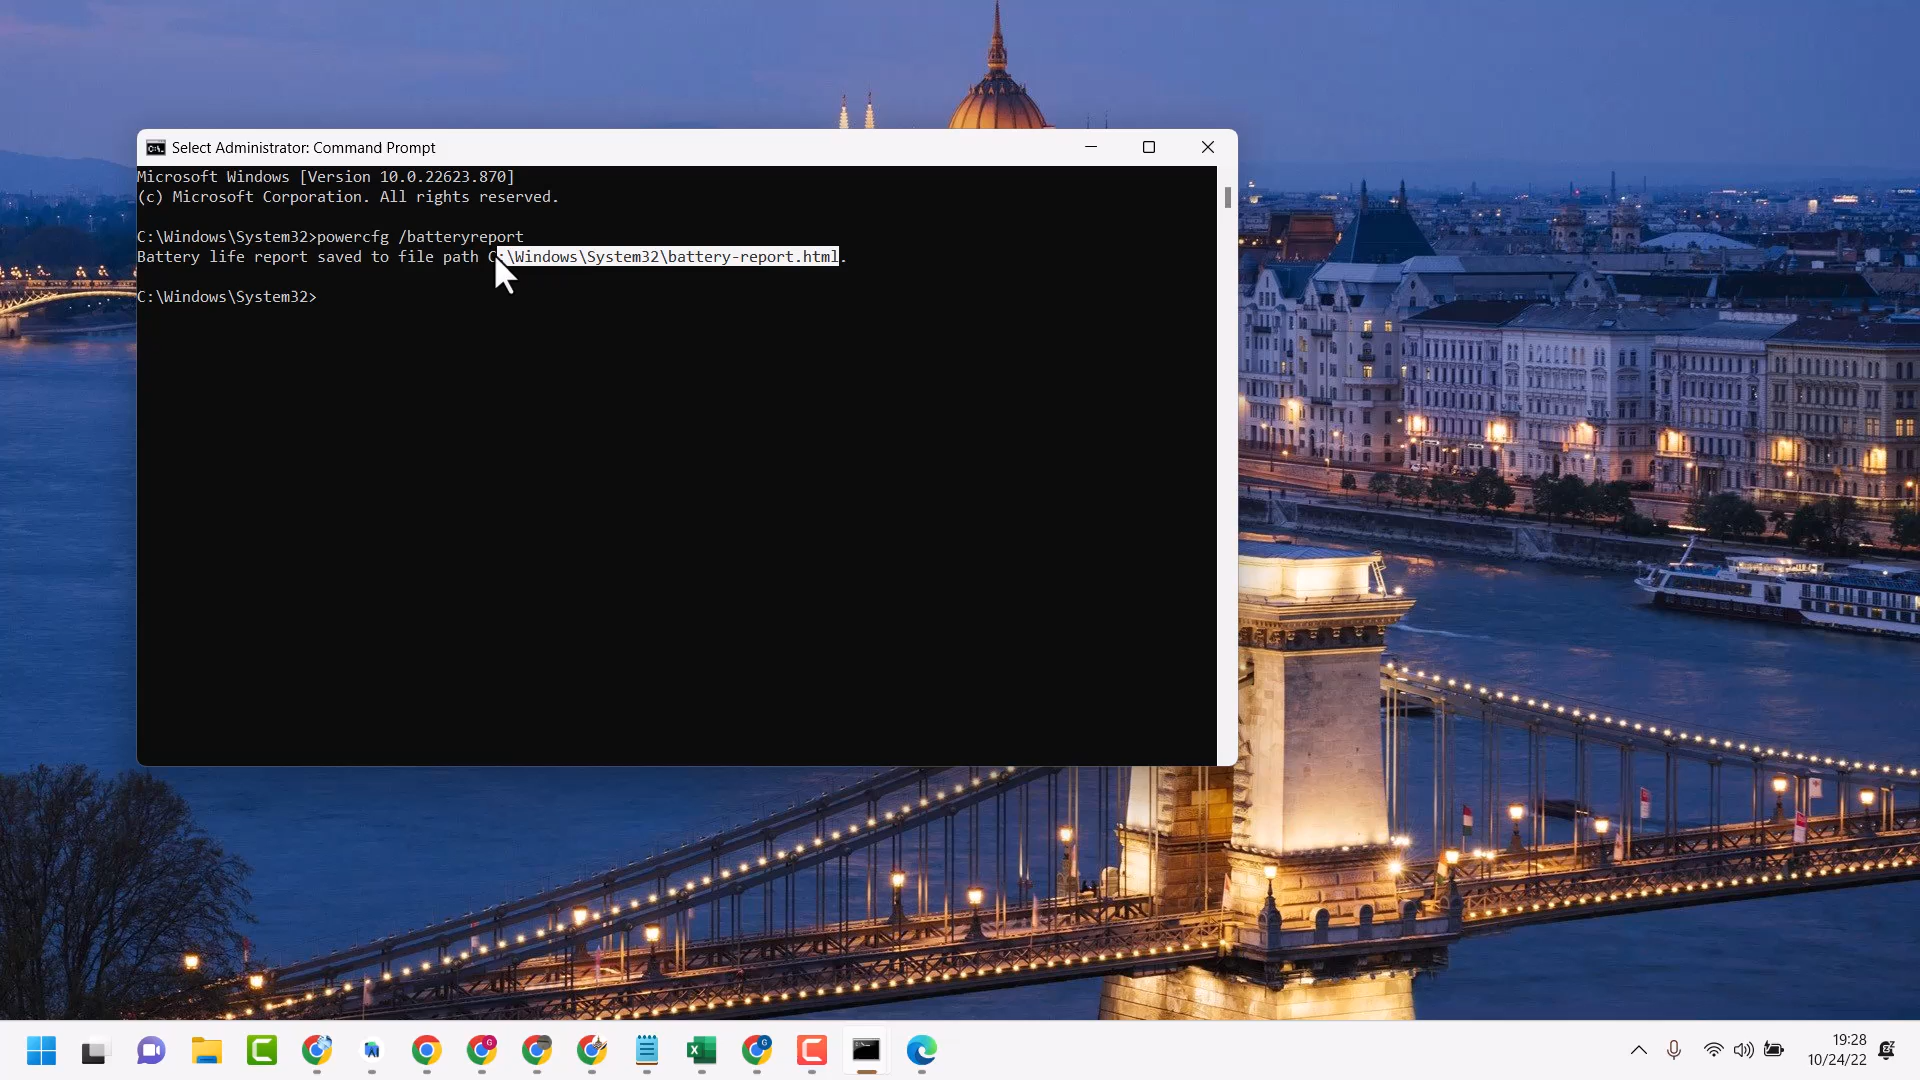 Select Administrator: Command Prompt
Microsoft Windows [Version 10.0.22623.870]
(c) Microsoft Corporation. All rights reserved.
C:\Windows\System32>powercfg /batteryreport
Battery life report saved to file path C:\Windows\System32\battery-report.html.
C:\Windows\System32>
19:28
10/24/22